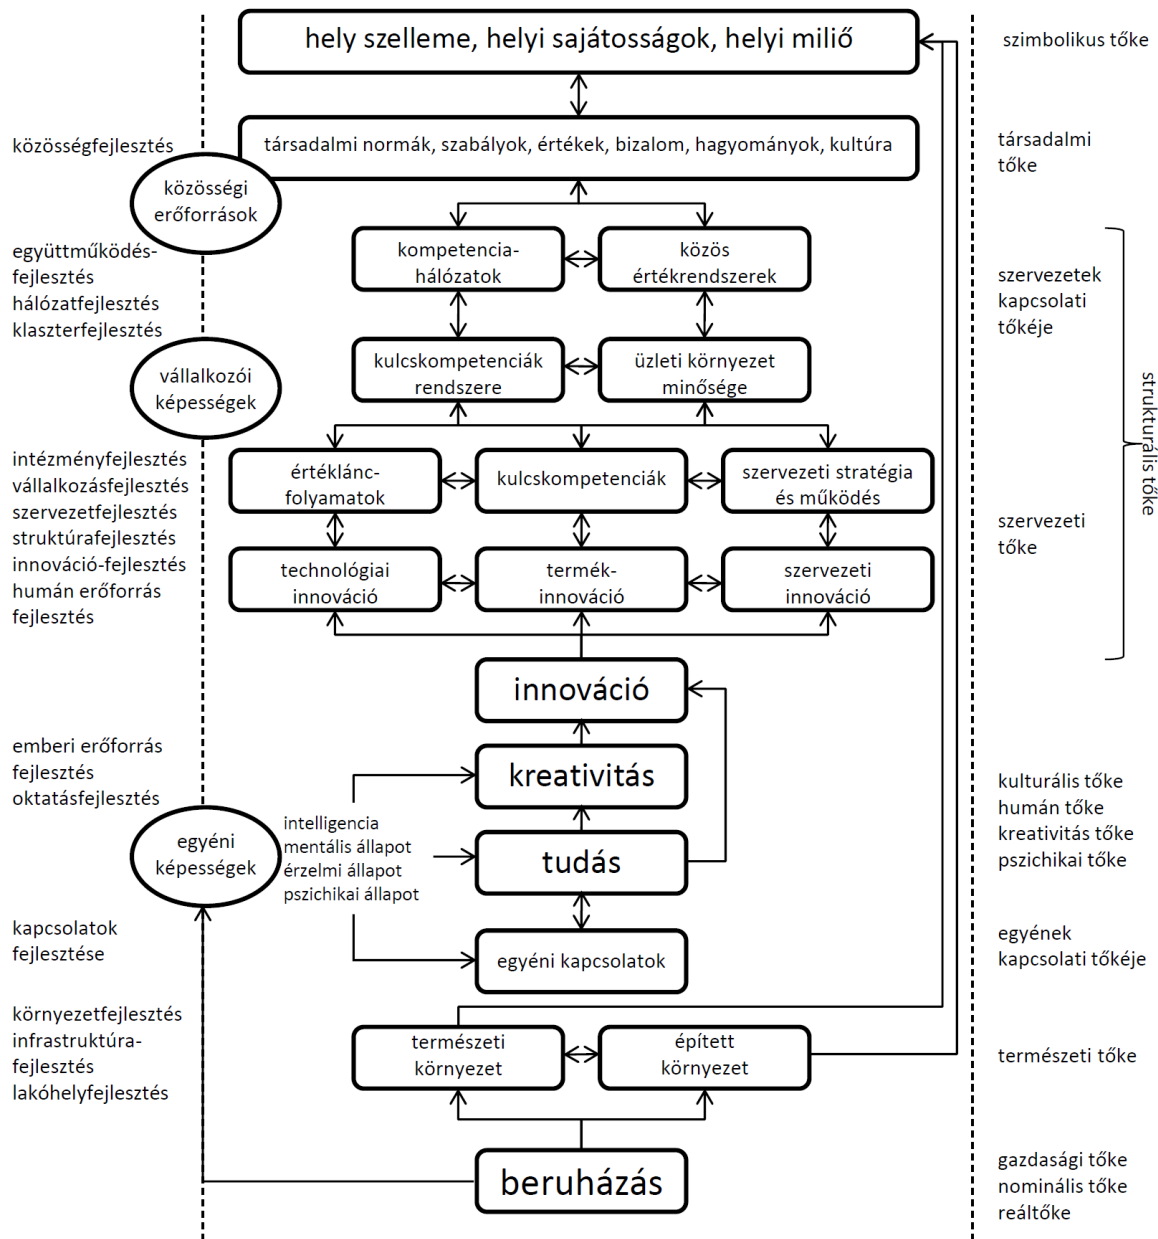 hely szelleme, helyi sajátosságok, helyi miliő
szimbolikus tőke
közösségfejlesztés
társadalmi normák, szabályok, értékek, bizalom, hagyományok, kultúra
társadalmi
tőke
közösségi
erőforrások
együttműködés-
fejlesztés
hálózatfejlesztés
klaszterfejlesztés
kompetencia-
hálózatok
közös
értékrendszerek
szervezetek
kapcsolati
tőkéje
vállalkozói
képességek
kulcskompetenciák
rendszere
üzleti környezet
minősége
strukturális tőke
intézményfejlesztés
vállalkozásfejlesztés
szervezetfejlesztés
struktúrafejlesztés
innováció-fejlesztés
humán erőforrás
fejlesztés
értéklánc-
folyamatok
kulcskompetenciák
szervezeti stratégia
és működés
szervezeti
tőke
technológiai
innováció
termék-
innováció
szervezeti
innováció
innováció
emberi erőforrás
fejlesztés
oktatásfejlesztés
kreativitás
kulturális tőke
humán tőke
kreativitás tőke
pszichikai tőke
egyéni
képességek
intelligencia
mentális állapot
érzelmi állapot
pszichikai állapot
tudás
kapcsolatok
fejlesztése
egyéni kapcsolatok
egyének
kapcsolati tőkéje
környezetfejlesztés
infrastruktúra-
fejlesztés
lakóhelyfejlesztés
természeti
környezet
épített
környezet
természeti tőke
beruházás
gazdasági tőke
nominális tőke
reáltőke